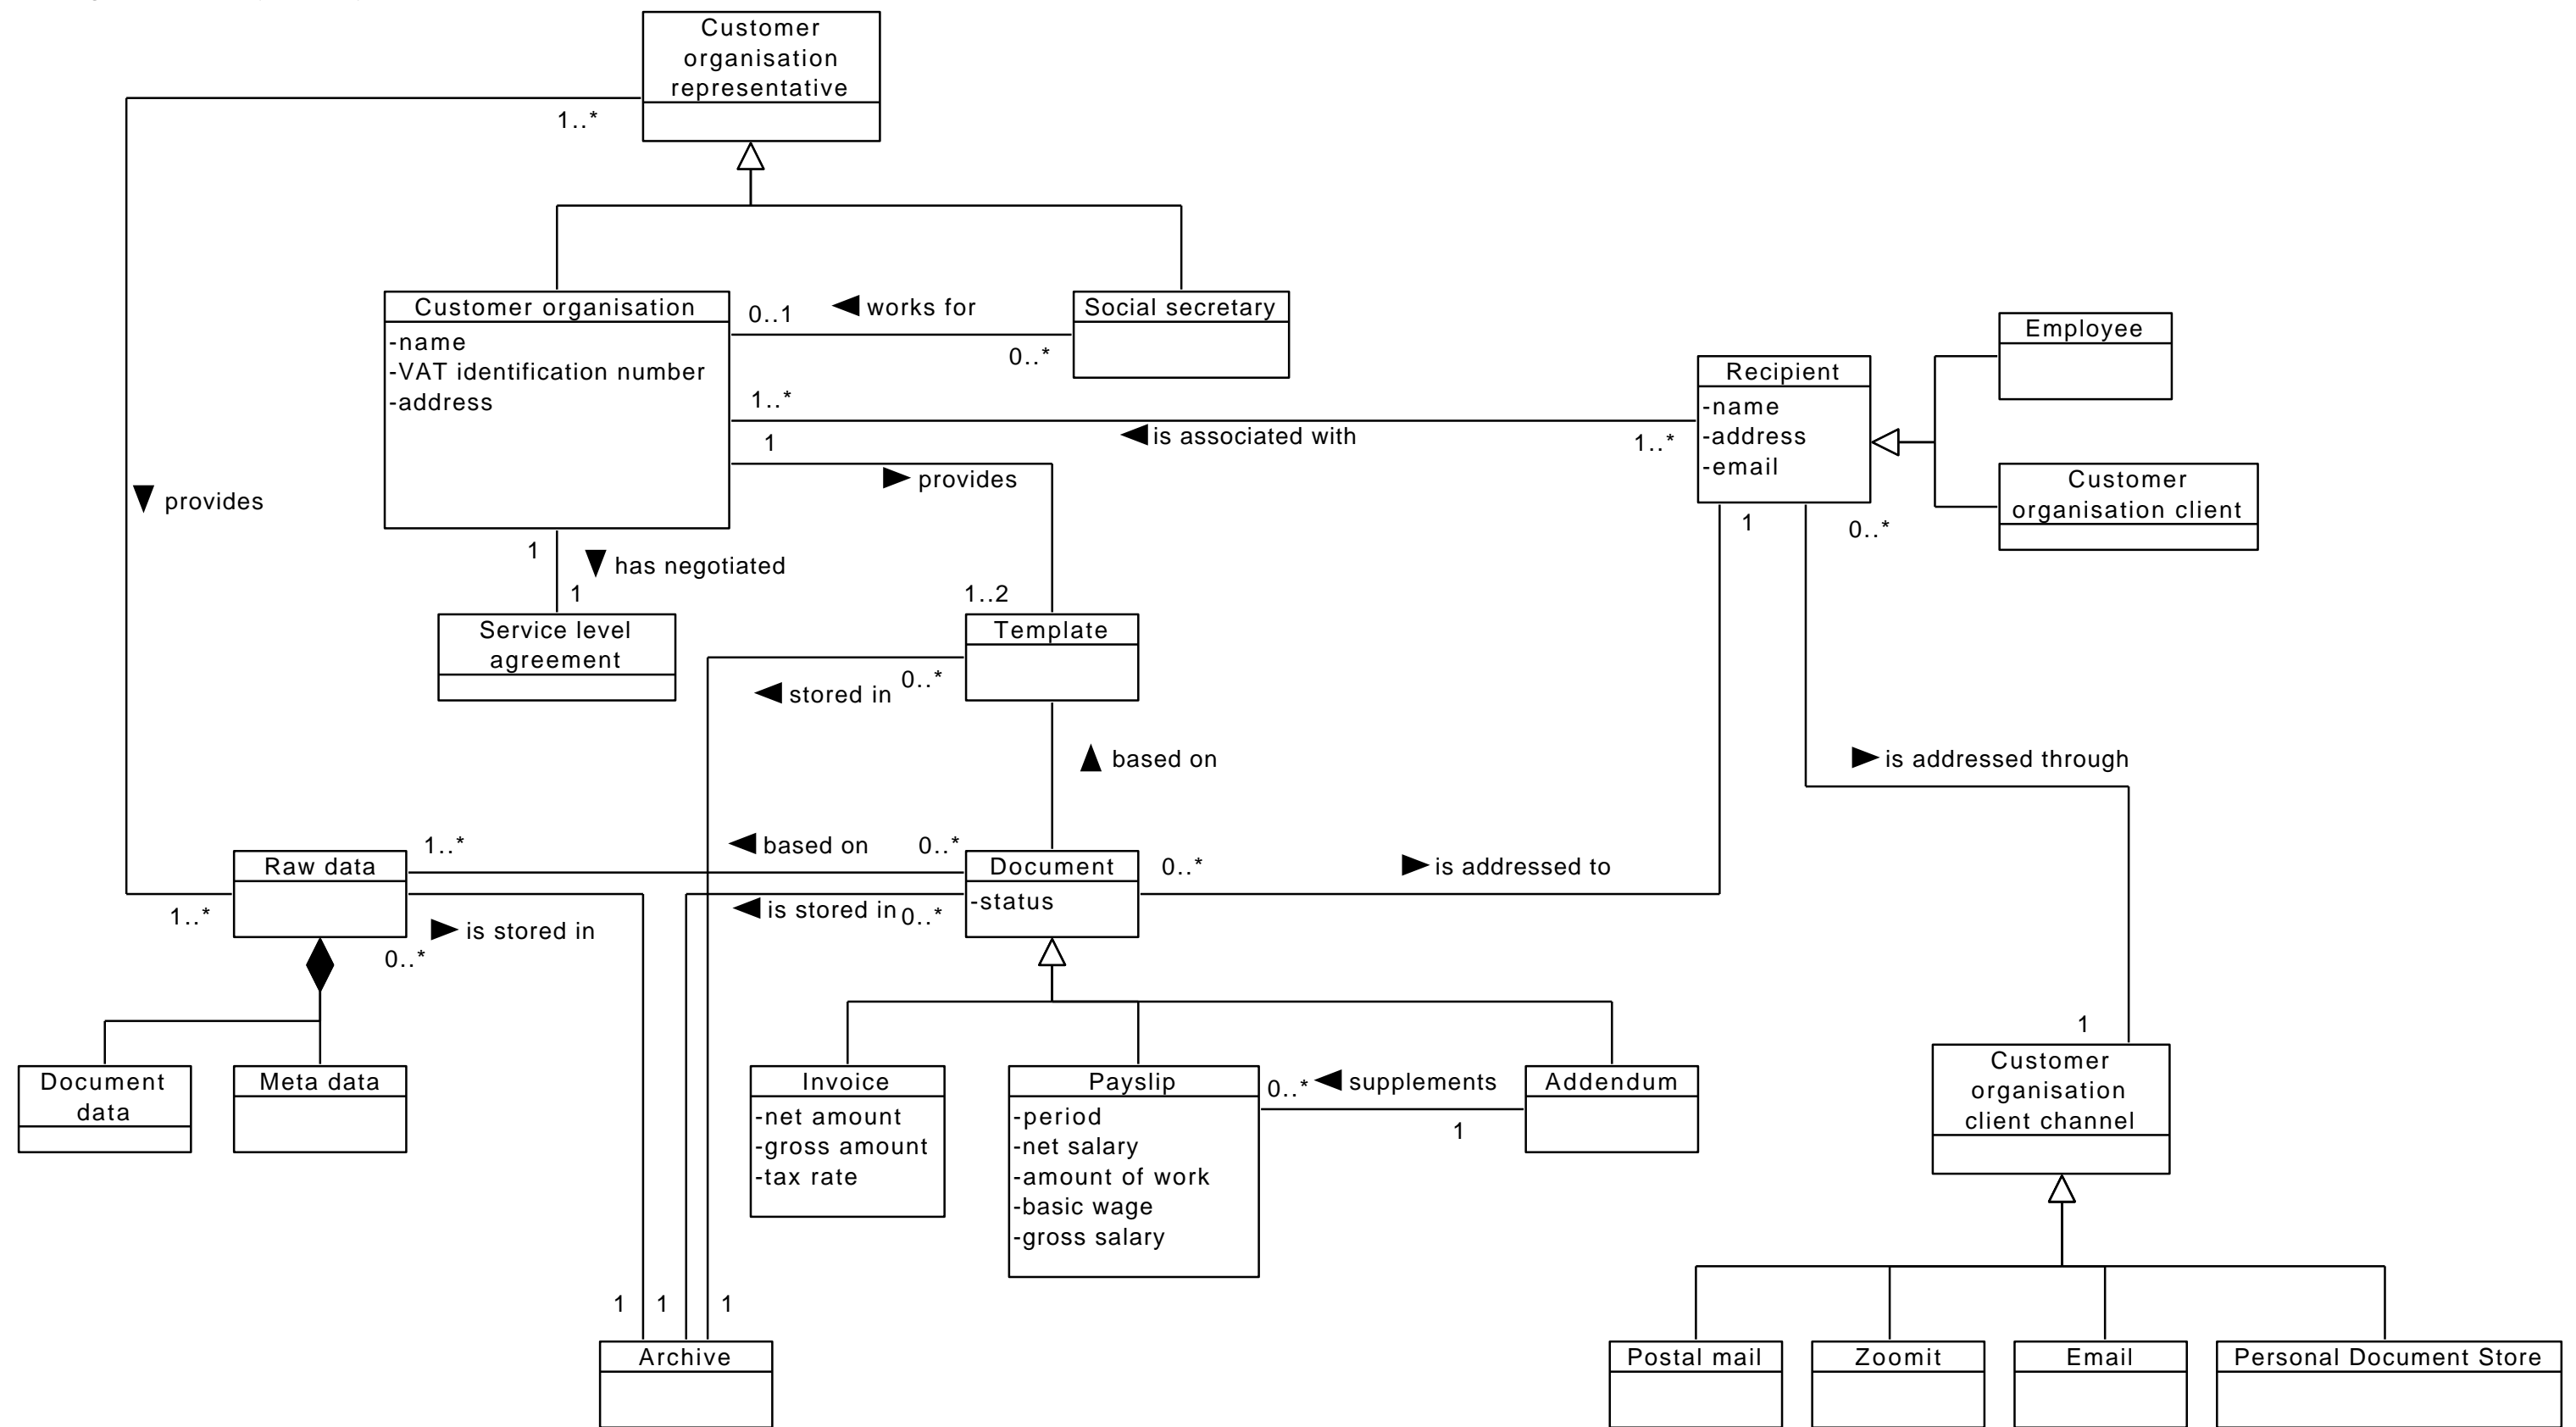 Customer
organisation
representative
1..*
Customer organisation
-name
-VAT identification number
-address
0..1
works for
0..*
Social secretary
Employee
Recipient
-name
-address
-email
1..*
is associated with
1..*
1
provides
Customer
organisation client
provides
1
0..*
1
has negotiated
1
1..2
Service level
agreement
Template
0..*
stored in
based on
is addressed through
1..*
based on
0..*
Raw data
Document
-status
0..*
is addressed to
1..*
is stored in
0..*
is stored in
0..*
1
Document
data
Meta data
Invoice
-net amount
-gross amount
-tax rate
Payslip
-period
-net salary
-amount of work
-basic wage
-gross salary
0..*
supplements
1
Addendum
Customer
organisation
client channel
1
1
1
Archive
Postal mail
Zoomit
Email
Personal Document Store